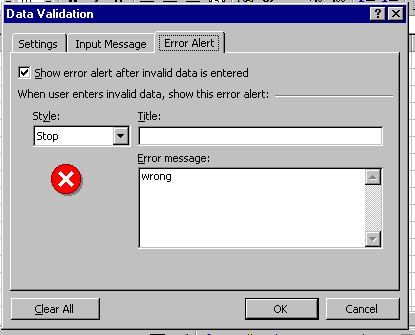 Data Validation
Settings
Input Message
Error Alert
Show error alert after invalid data is entered
When user enters invalid data, show this error alert:
Style:
Title:
Stop
Error message:
wrong
Clear All
OK
Cancel